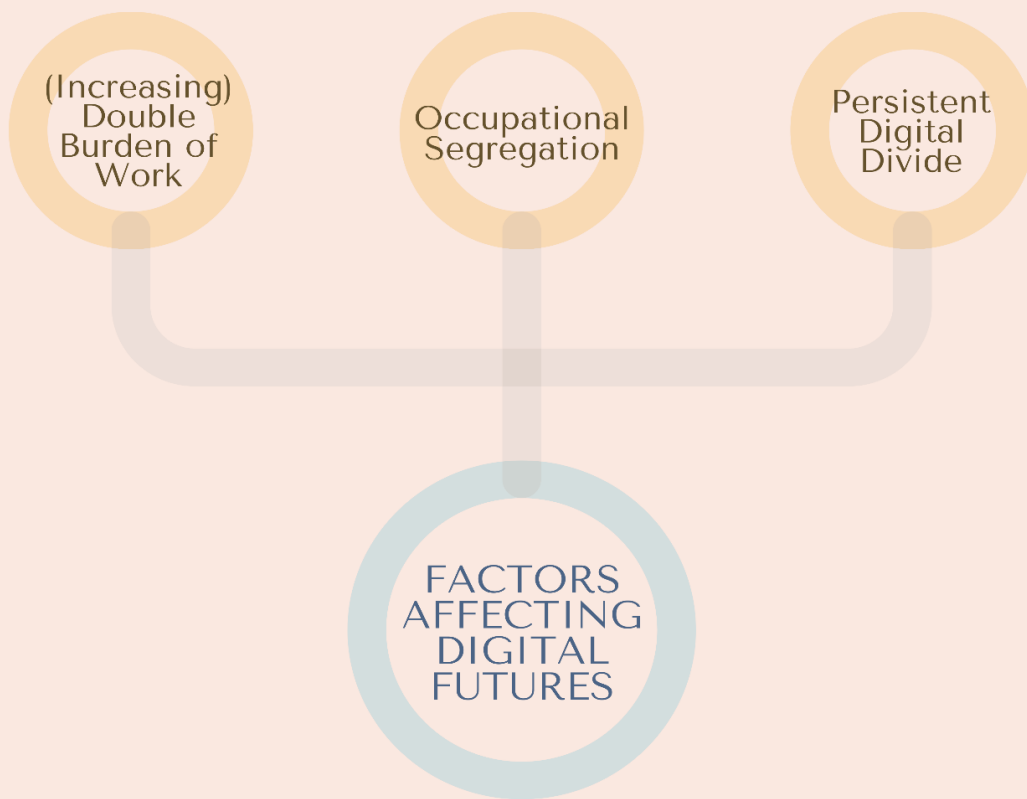 (Increasing)
Double
Burden of
Work
Occupational
Segregation
Persistent
Digital
Divide
FACTORS
AFFECTING
DIGITAL
FUTURES